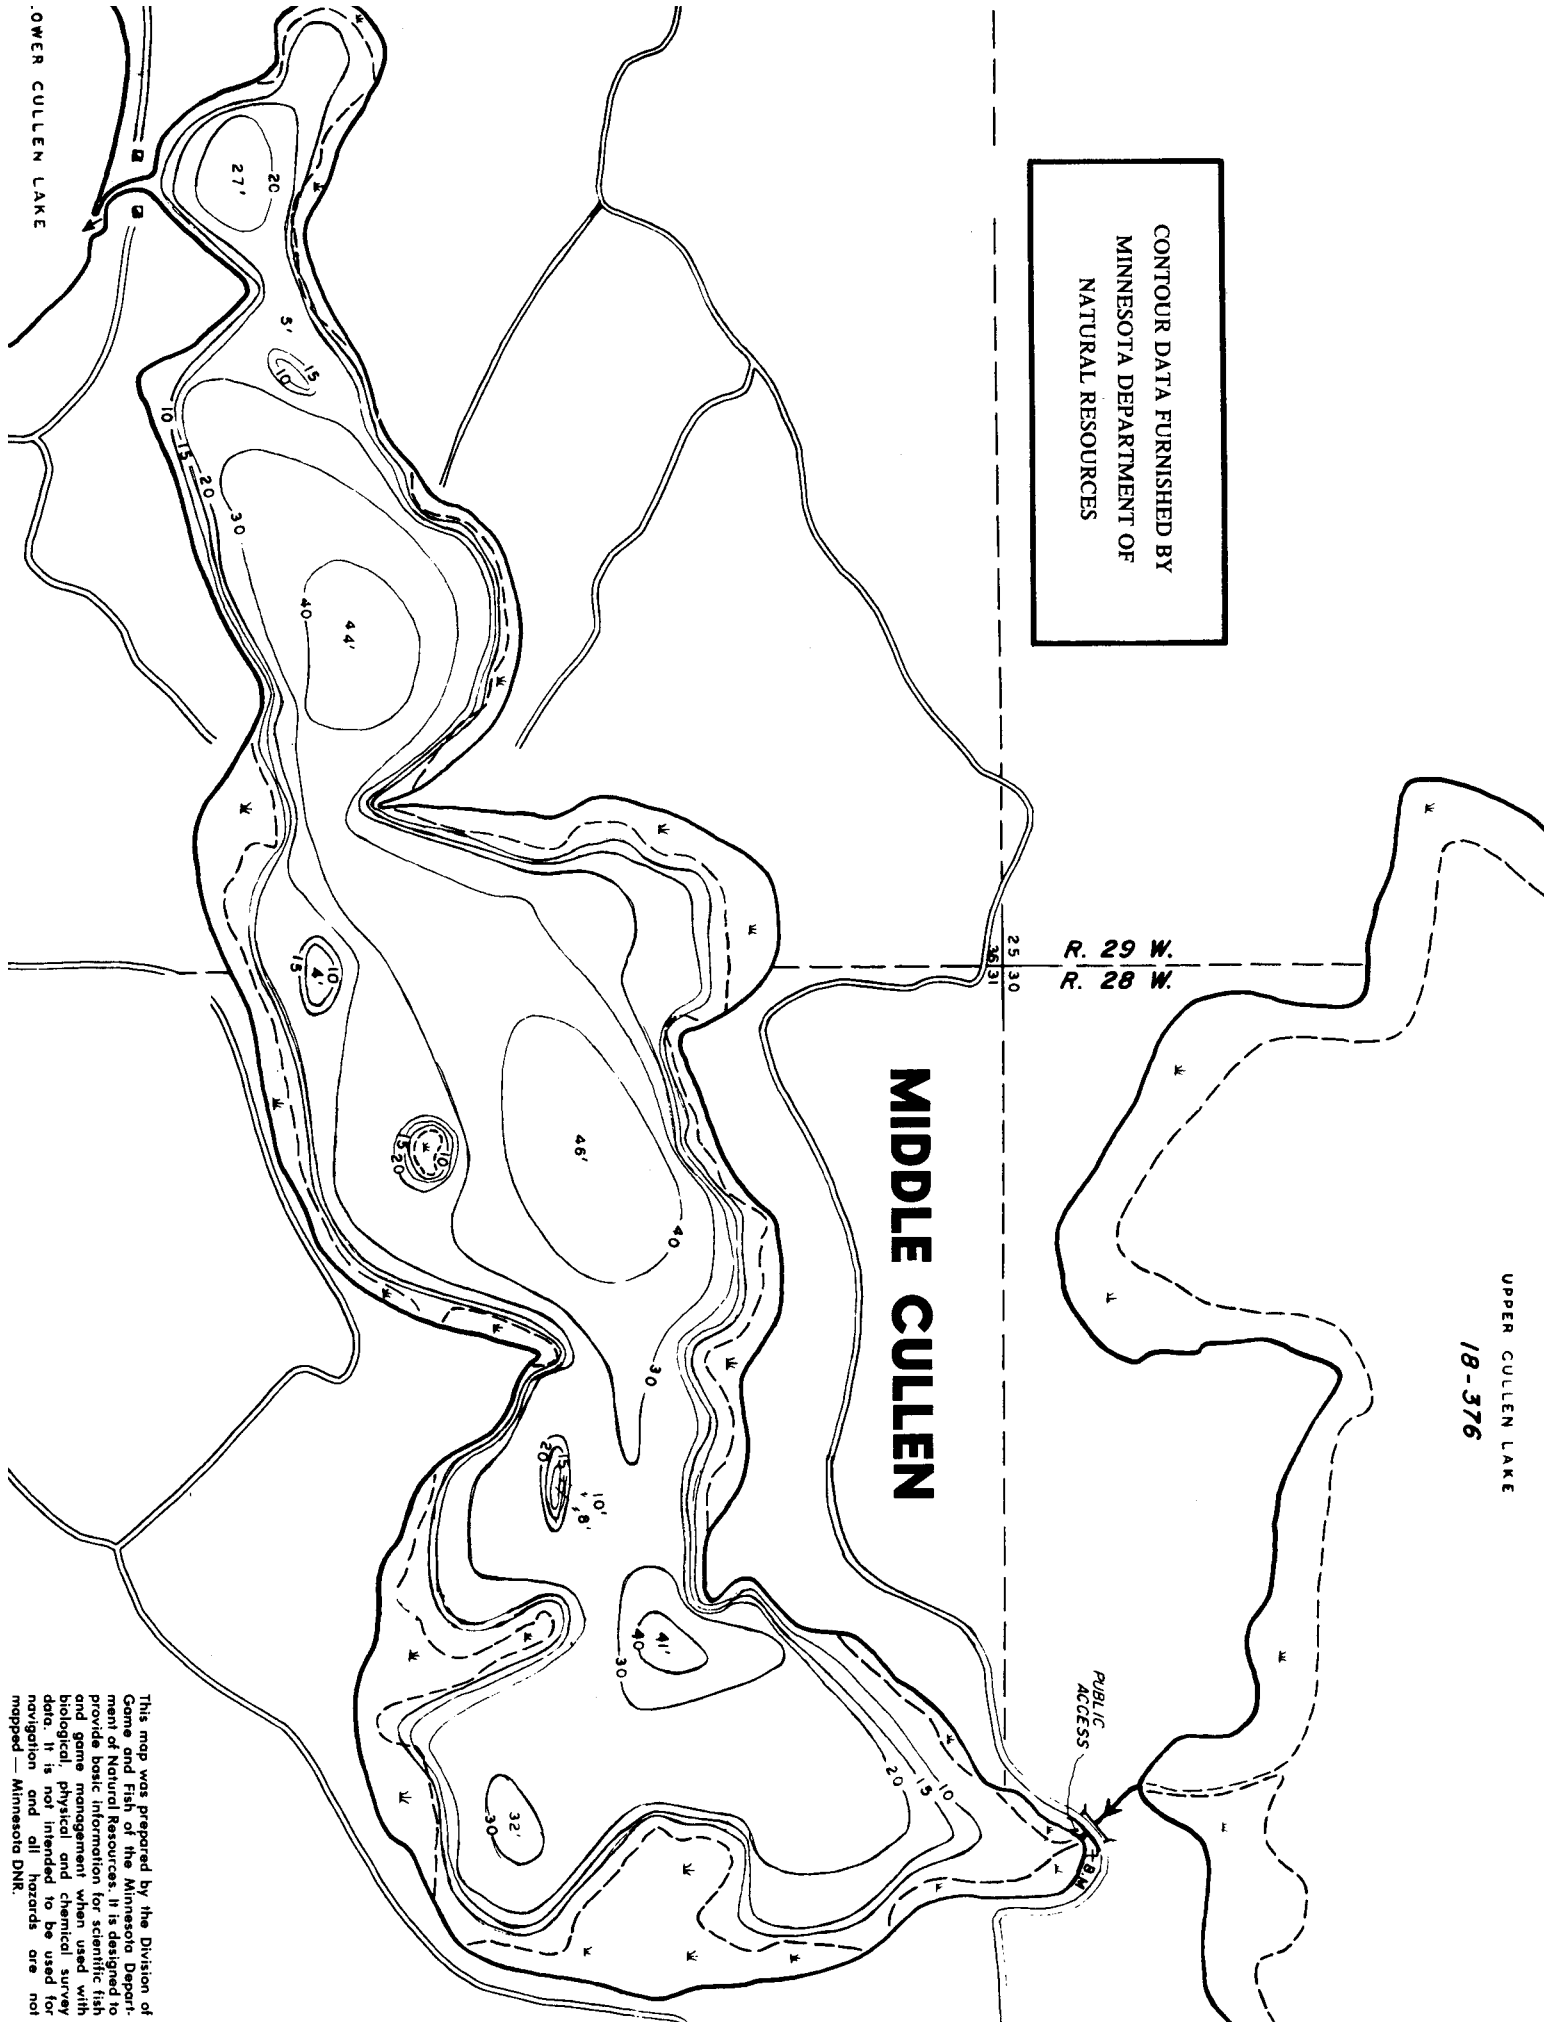 CONTOUR DATA FURNISHED BY
MINNESOTA DEPARTMENT OF
NATURAL RESOURCES
UPPER CULLEN LAKE
18-376
R. 29 W.
R. 28 W.
25
30
36
31
MIDDLE CULLEN
PUBLIC
ACCESS
B.M
OWER CULLEN LAKE
20
27'
5'
15
10
10
15
20
30
40
44'
10
4'
15
10
15
20
46'
40
30
15
20
10'
8'
41'
40
30
20
15
10
32'
30
This map was prepared by the Division of
Game and Fish of the Minnesota Depart-
ment of Natural Resources. It is designed to
provide basic information for scientific fish
and game management when used with
biological, physical and chemical survey
data. It is not intended to be used for
navigation and all hazards are not
mapped — Minnesota DNR.